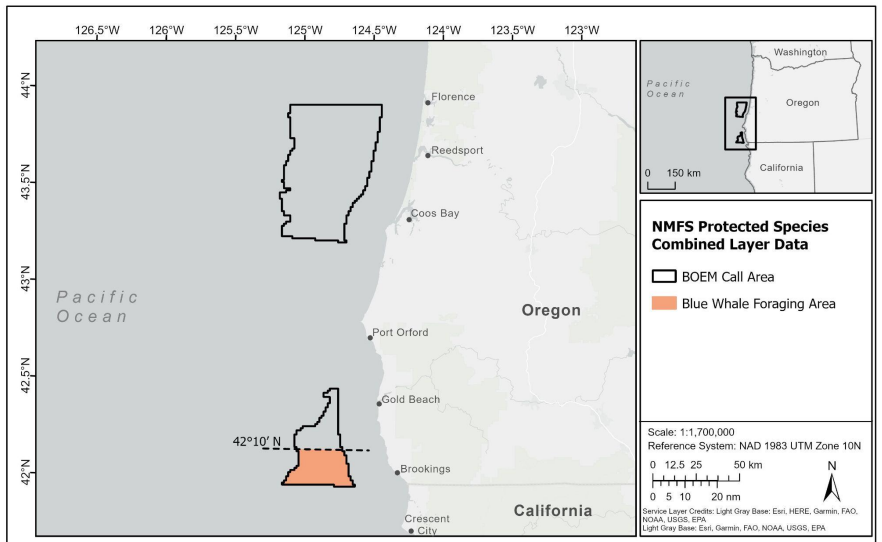 126.5°W
126°W
125.5°W
125°W
124.5°W
124°W
123.5°W
123°W
44°N
43.5°N
43°N
42.5°N
42°N
Florence
Reedsport
Coos Bay
Pacific
Ocean
Oregon
Port Orford
Gold Beach
42°10' N
Brookings
California
Crescent
City
Washington
Pacific
Ocean
Oregon
California
0 150 km
NMFS Protected Species
Combined Layer Data
BOEM Call Area
Blue Whale Foraging Area
Scale: 1:1,700,000
Reference System: NAD 1983 UTM Zone 10N
0 12.5 25 50 km
N
0 5 10 20 nm
Service Layer Credits: Light Gray Base: Esri, HERE, Garmin, FAO,
NOAA, USGS, EPA
Light Gray Base: Esri, Garmin, FAO, NOAA, USGS, EPA